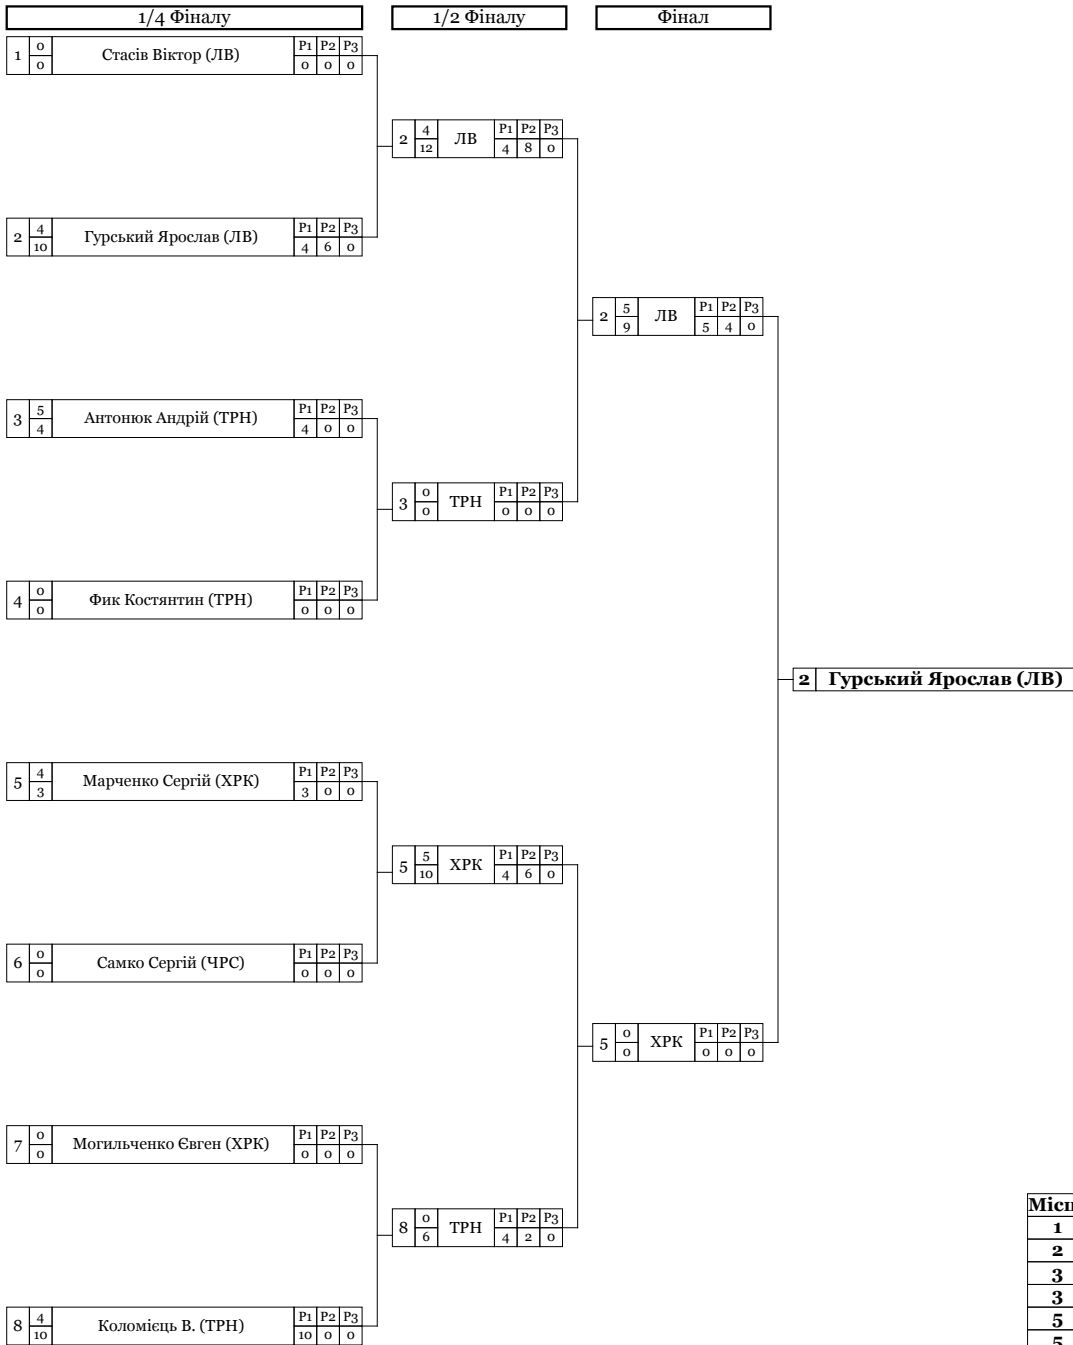 1/4 Фіналу 1/2 Фіналу Фінал
1 0 Стасів Віктор (ЛВ) P1 P2 P3
0 0 0 0
2 4 ЛВ P1 P2 P3
12 4 8 0
2 4 Гурський Ярослав (ЛВ) P1 P2 P3
10 4 6 0
2 5 ЛВ P1 P2 P3
9 5 4 0
3 5 Антонюк Андрій (ТРН) P1 P2 P3
4 4 0 0
3 0 ТРН P1 P2 P3
0 0 0 0
4 0 Фик Костянтин (ТРН) P1 P2 P3
0 0 0 0
2 Гурський Ярослав (ЛВ)
5 4 Марченко Сергій (ХРК) P1 P2 P3
3 3 0 0
5 5 ХРК P1 P2 P3
10 4 6 0
6 0 Самко Сергій (ЧРС) P1 P2 P3
0 0 0 0
5 0 ХРК P1 P2 P3
0 0 0 0
7 0 Могильченко Євген (ХРК) P1 P2 P3
0 0 0 0
8 0 ТРН P1 P2 P3
6 4 2 0
8 4 Коломієць В. (ТРН) P1 P2 P3
10 10 0 0
1
2
3
3
5